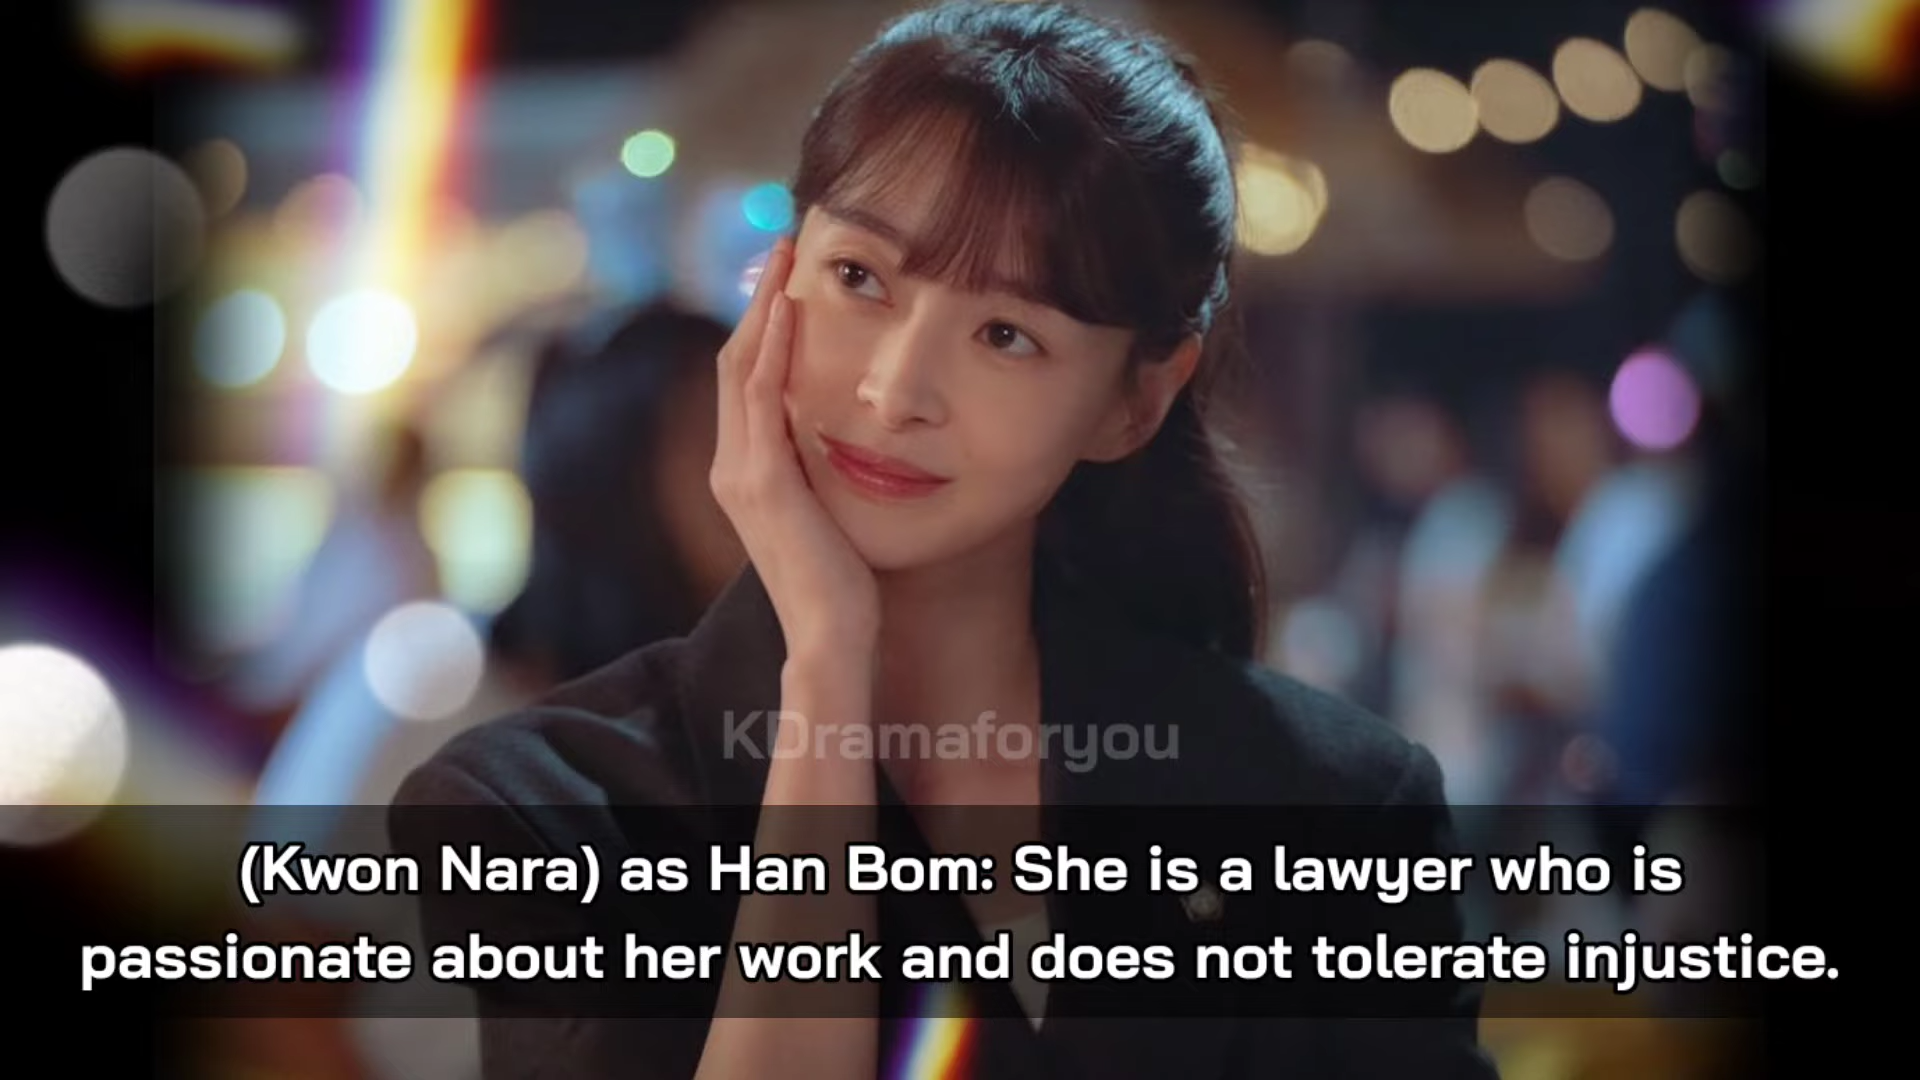 KDramaforyou
(Kwon Nara) as Han Bom: She is a lawyer who is
passionate about her work and does not tolerate injustice.